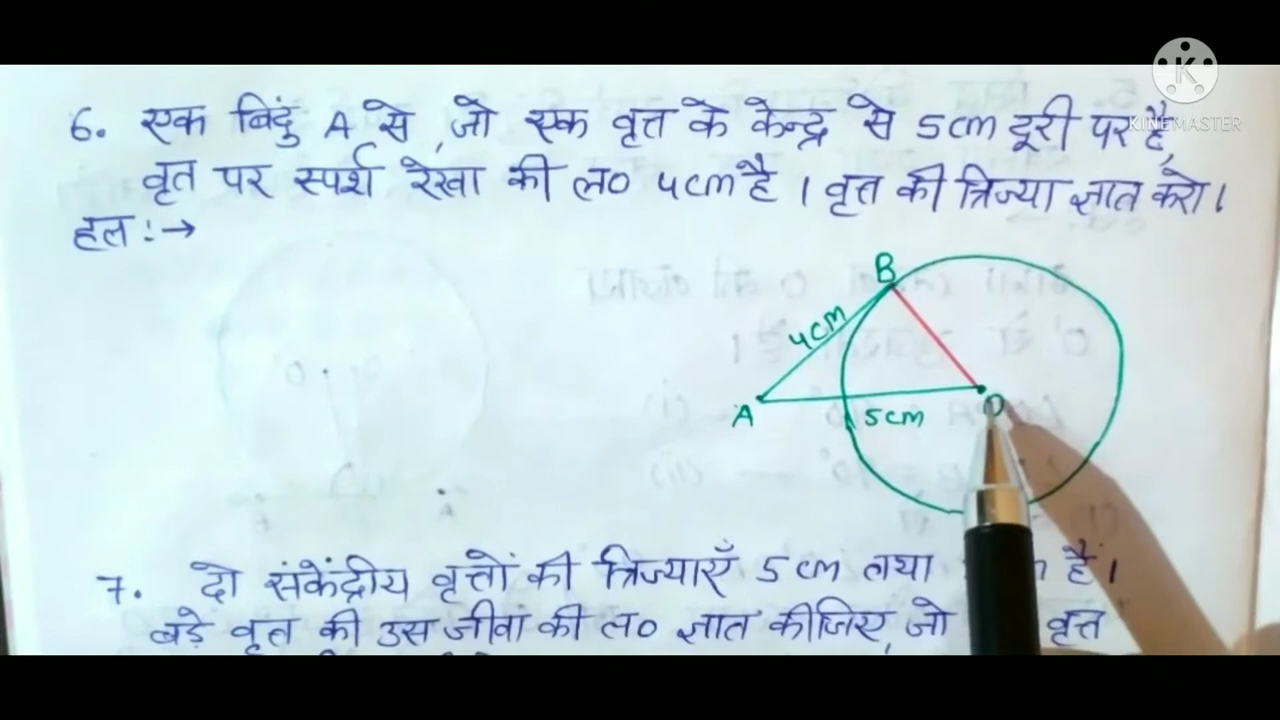 KINEMASTER
6. एक बिंदु A से, जो एक वृत्त के केन्द्र से 5cm दूरी पर है,
वृत पर स्पर्श रेखा की ल० 4cm है । वृत्त की त्रिज्या ज्ञात करो ।
हल :→
B
4cm
A
5cm
O
7. दो संकेंद्रीय वृत्तों की त्रिज्याएँ 5cm तथा है ।
बड़े वृत की उस जीवा की ल० ज्ञात कीजिए, जो वृत्त